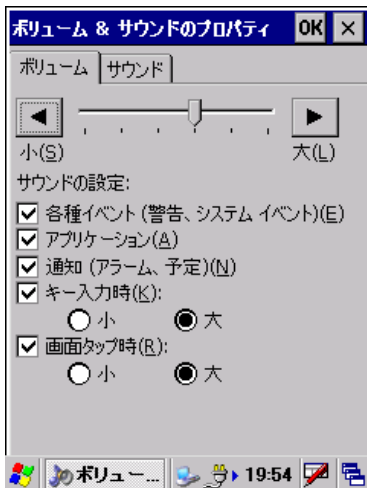 ボリューム & サウンドのプロパティ OK ×
ボリューム サウンド
小(S) 大(L)
サウンドの設定:
各種イベント (警告、システム イベント)(E)
アプリケーション(A)
通知 (アラーム、予定)(N)
キー入力時(K):
小 大
画面タップ時(R):
小 大
ボリュー... 19:54